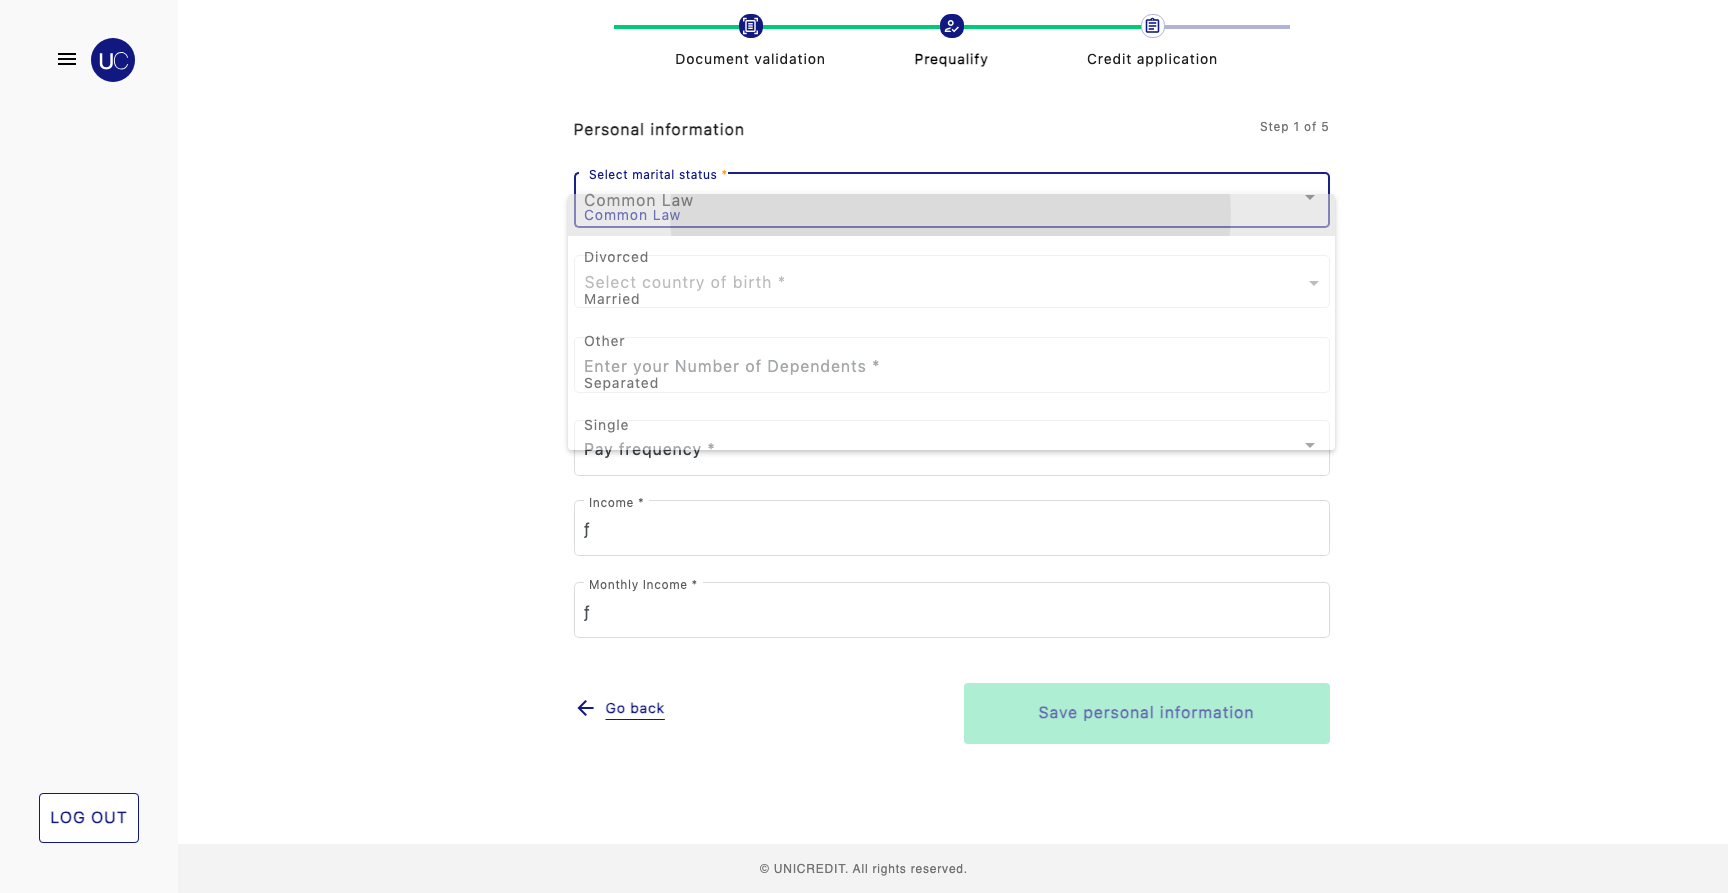 UC
Document validation
Prequalify
Credit application
Personal information
Step 1 of 5
Select marital status *
Common Law
Common Law
Divorced
Select country of birth *
Married
Other
Enter your Number of Dependents *
Separated
Single
Pay frequency *
Income *
ƒ
Monthly Income *
ƒ
Go back
Save personal information
LOG OUT
© UNICREDIT. All rights reserved.